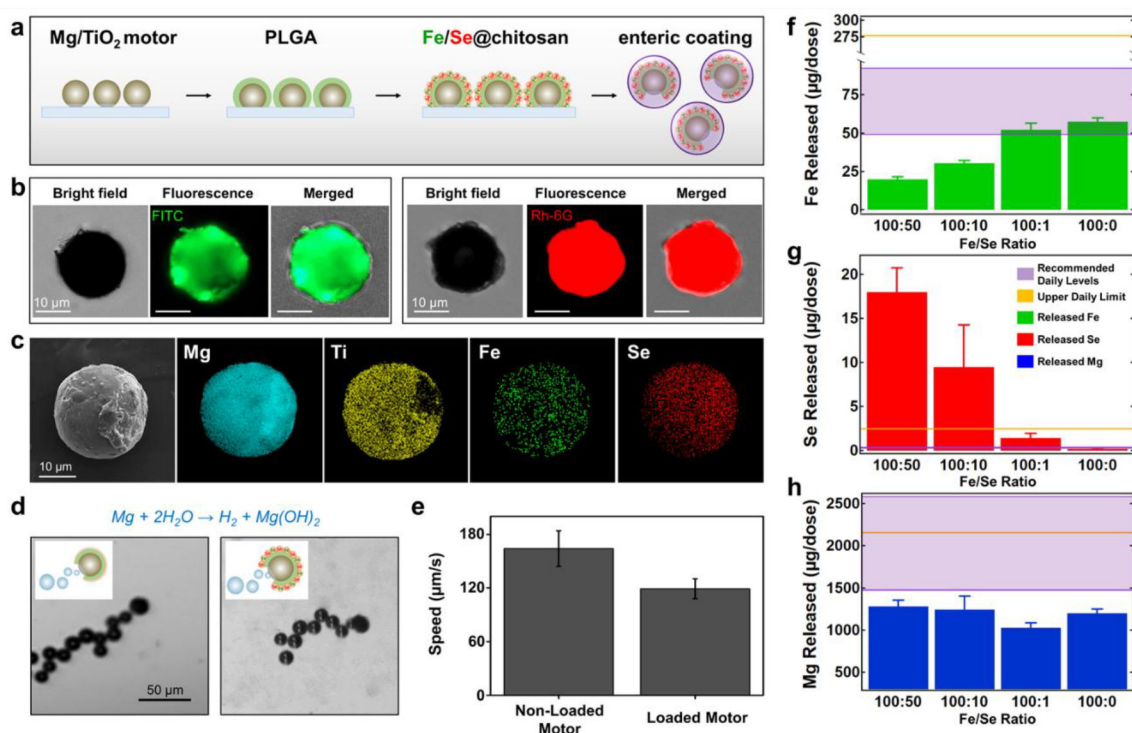 a
Mg/TiO2 motor
PLGA
Fe/Se@chitosan
enteric coating
b
Bright field
Fluorescence
Merged
FITC
10 μm
Bright field
Fluorescence
Merged
Rh-6G
10 μm
c
Mg
Ti
Fe
Se
10 μm
d
Mg + 2H2O → H2 + Mg(OH)2
50 μm
e
Speed (μm/s)
180
120
60
0
Non-Loaded
Motor
Loaded Motor
f
Fe Released (μg/dose)
300
275
75
50
25
0
100:50
100:10
100:1
100:0
Fe/Se Ratio
g
Se Released (μg/dose)
20
15
10
5
0
Recommended
Daily Levels
Upper Daily Limit
Released Fe
Released Se
Released Mg
100:50
100:10
100:1
100:0
Fe/Se Ratio
h
Mg Released (μg/dose)
2500
2000
1500
1000
500
100:50
100:10
100:1
100:0
Fe/Se Ratio